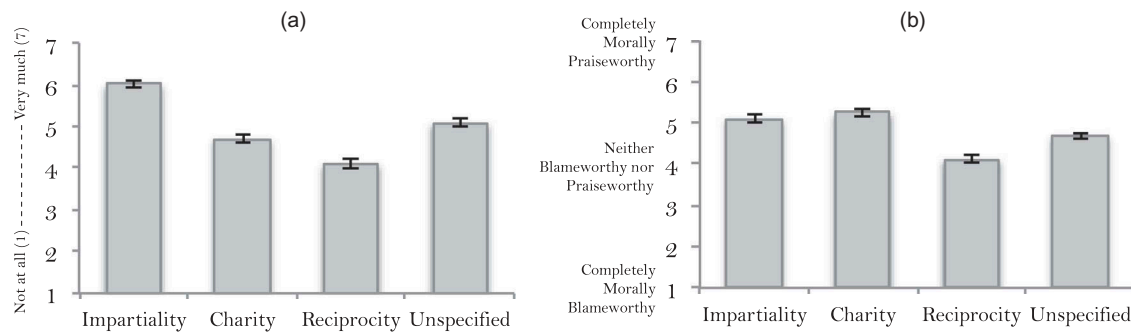 (a)
Not at all (1) - - - - - - - - - - - Very much (7)
7
6
5
4
3
2
1
Impartiality Charity Reciprocity Unspecified
(b)
Completely
Morally
Praiseworthy
Neither
Blameworthy nor
Praiseworthy
Completely
Morally
Blameworthy
7
6
5
4
3
2
1
Impartiality Charity Reciprocity Unspecified